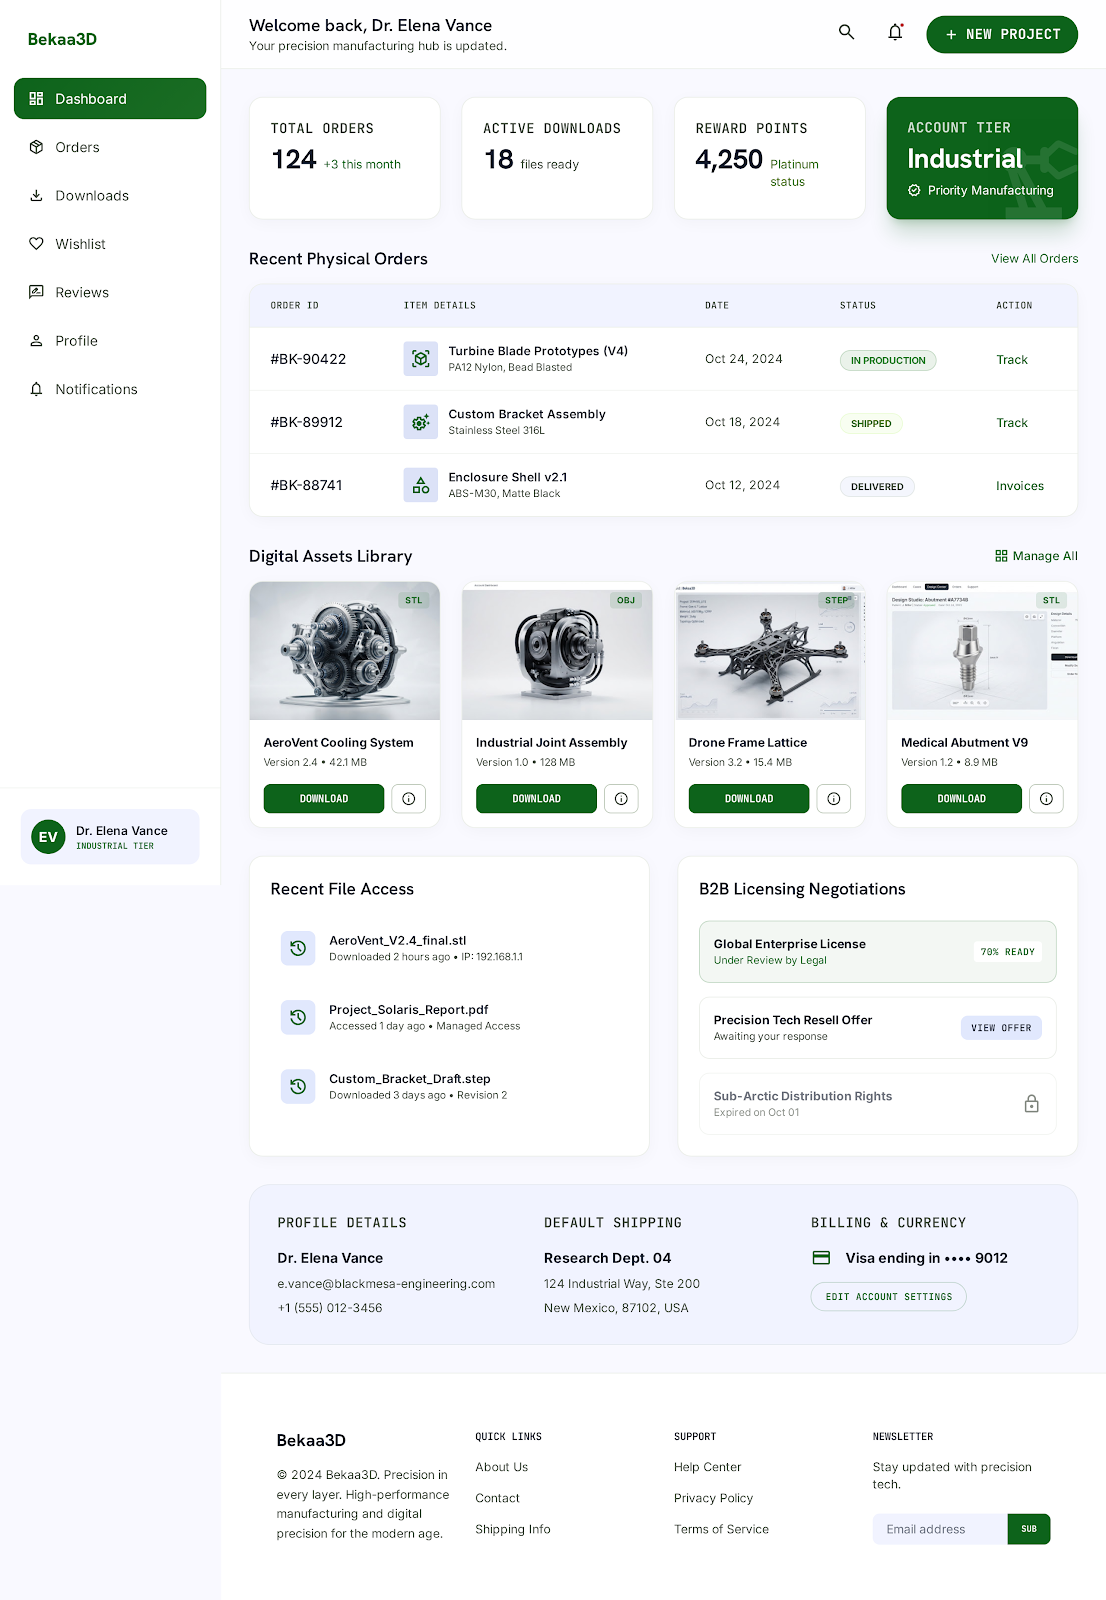 Bekaa3D
Dashboard
Orders
Downloads
Wishlist
Reviews
Profile
Notifications
EV
Dr. Elena Vance
INDUSTRIAL TIER
Welcome back, Dr. Elena Vance
Your precision manufacturing hub is updated.
+ NEW PROJECT
TOTAL ORDERS
124 +3 this month
ACTIVE DOWNLOADS
18 files ready
REWARD POINTS
4,250 Platinum
status
ACCOUNT TIER
Industrial
Priority Manufacturing
Recent Physical Orders
View All Orders
ORDER ID ITEM DETAILS DATE STATUS ACTION
#BK-90422
Turbine Blade Prototypes (V4)
PA12 Nylon, Bead Blasted
Oct 24, 2024
IN PRODUCTION
Track
#BK-89912
Custom Bracket Assembly
Stainless Steel 316L
Oct 18, 2024
SHIPPED
Track
#BK-88741
Enclosure Shell v2.1
ABS-M30, Matte Black
Oct 12, 2024
DELIVERED
Invoices
Digital Assets Library
Manage All
STL
AeroVent Cooling System
Version 2.4 • 42.1 MB
DOWNLOAD
OBJ
Industrial Joint Assembly
Version 1.0 • 128 MB
DOWNLOAD
STEP
Drone Frame Lattice
Version 3.2 • 15.4 MB
DOWNLOAD
Design Studio: Abutment #A7734B
STL
Medical Abutment V9
Version 1.2 • 8.9 MB
DOWNLOAD
Recent File Access
AeroVent_V2.4_final.stl
Downloaded 2 hours ago • IP: 192.168.1.1
Project_Solaris_Report.pdf
Accessed 1 day ago • Managed Access
Custom_Bracket_Draft.step
Downloaded 3 days ago • Revision 2
B2B Licensing Negotiations
Global Enterprise License
Under Review by Legal
70% READY
Precision Tech Resell Offer
Awaiting your response
VIEW OFFER
Sub-Arctic Distribution Rights
Expired on Oct 01
PROFILE DETAILS
Dr. Elena Vance
e.vance@blackmesa-engineering.com
+1 (555) 012-3456
DEFAULT SHIPPING
Research Dept. 04
124 Industrial Way, Ste 200
New Mexico, 87102, USA
BILLING & CURRENCY
Visa ending in •••• 9012
EDIT ACCOUNT SETTINGS
Bekaa3D
© 2024 Bekaa3D. Precision in
every layer. High-performance
manufacturing and digital
precision for the modern age.
QUICK LINKS
About Us
Contact
Shipping Info
SUPPORT
Help Center
Privacy Policy
Terms of Service
NEWSLETTER
Stay updated with precision
tech.
Email address
SUB